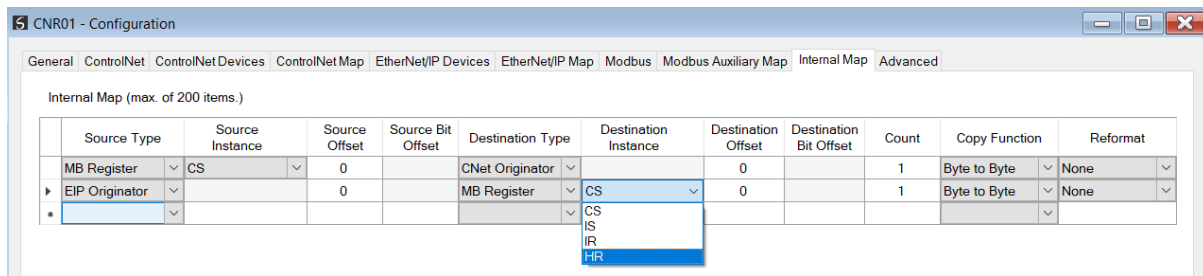 CNR01 - Configuration
General ControlNet ControlNet Devices ControlNet Map EtherNet/IP Devices EtherNet/IP Map Modbus Modbus Auxiliary Map Internal Map Advanced
Internal Map (max. of 200 items.)
Source Type Source Instance Source Offset Source Bit Offset Destination Type Destination Instance Destination Offset Destination Bit Offset Count Copy Function Reformat
MB Register CS 0 CNet Originator 0 1 Byte to Byte None
EIP Originator 0 MB Register CS 0 1 Byte to Byte None
CS
IS
IR
HR